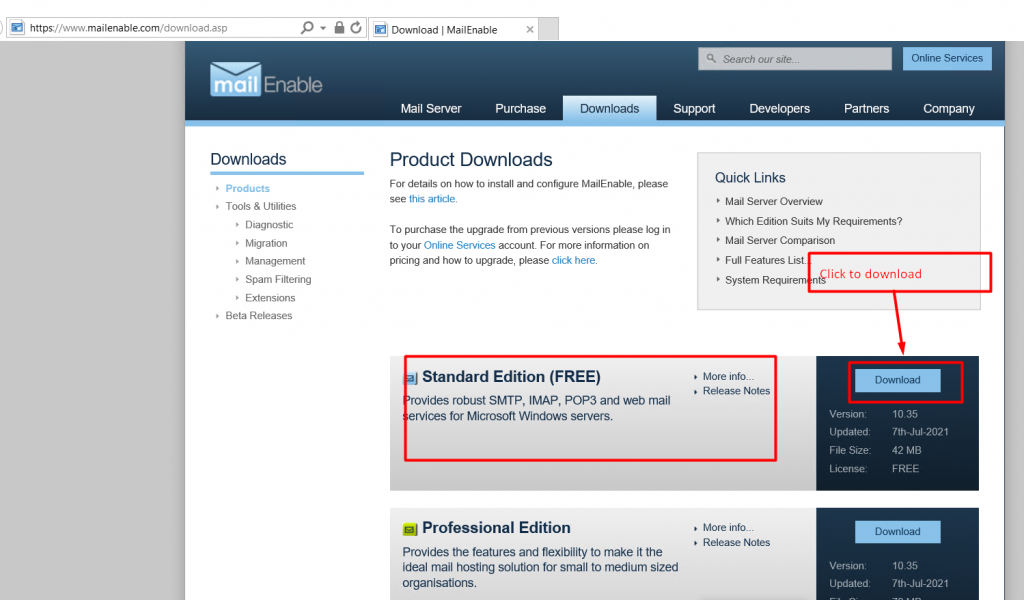 https://www.mailenable.com/download.asp
Download | MailEnable
mail Enable
Search our site...
Online Services
Mail Server
Purchase
Downloads
Support
Developers
Partners
Company
Downloads
Products
Tools & Utilities
Diagnostic
Migration
Management
Spam Filtering
Extensions
Beta Releases
Product Downloads
For details on how to install and configure MailEnable, please
see this article.
To purchase the upgrade from previous versions please log in
to your Online Services account. For more information on
pricing and how to upgrade, please click here.
Quick Links
Mail Server Overview
Which Edition Suits My Requirements?
Mail Server Comparison
Full Features List...
System Requirements
Click to download
Standard Edition (FREE)
Provides robust SMTP, IMAP, POP3 and web mail
services for Microsoft Windows servers.
More info...
Release Notes
Download
Version: 10.35
Updated: 7th-Jul-2021
File Size: 42 MB
License: FREE
Professional Edition
Provides the features and flexibility to make it the
ideal mail hosting solution for small to medium sized
organisations.
More info...
Release Notes
Download
Version: 10.35
Updated: 7th-Jul-2021